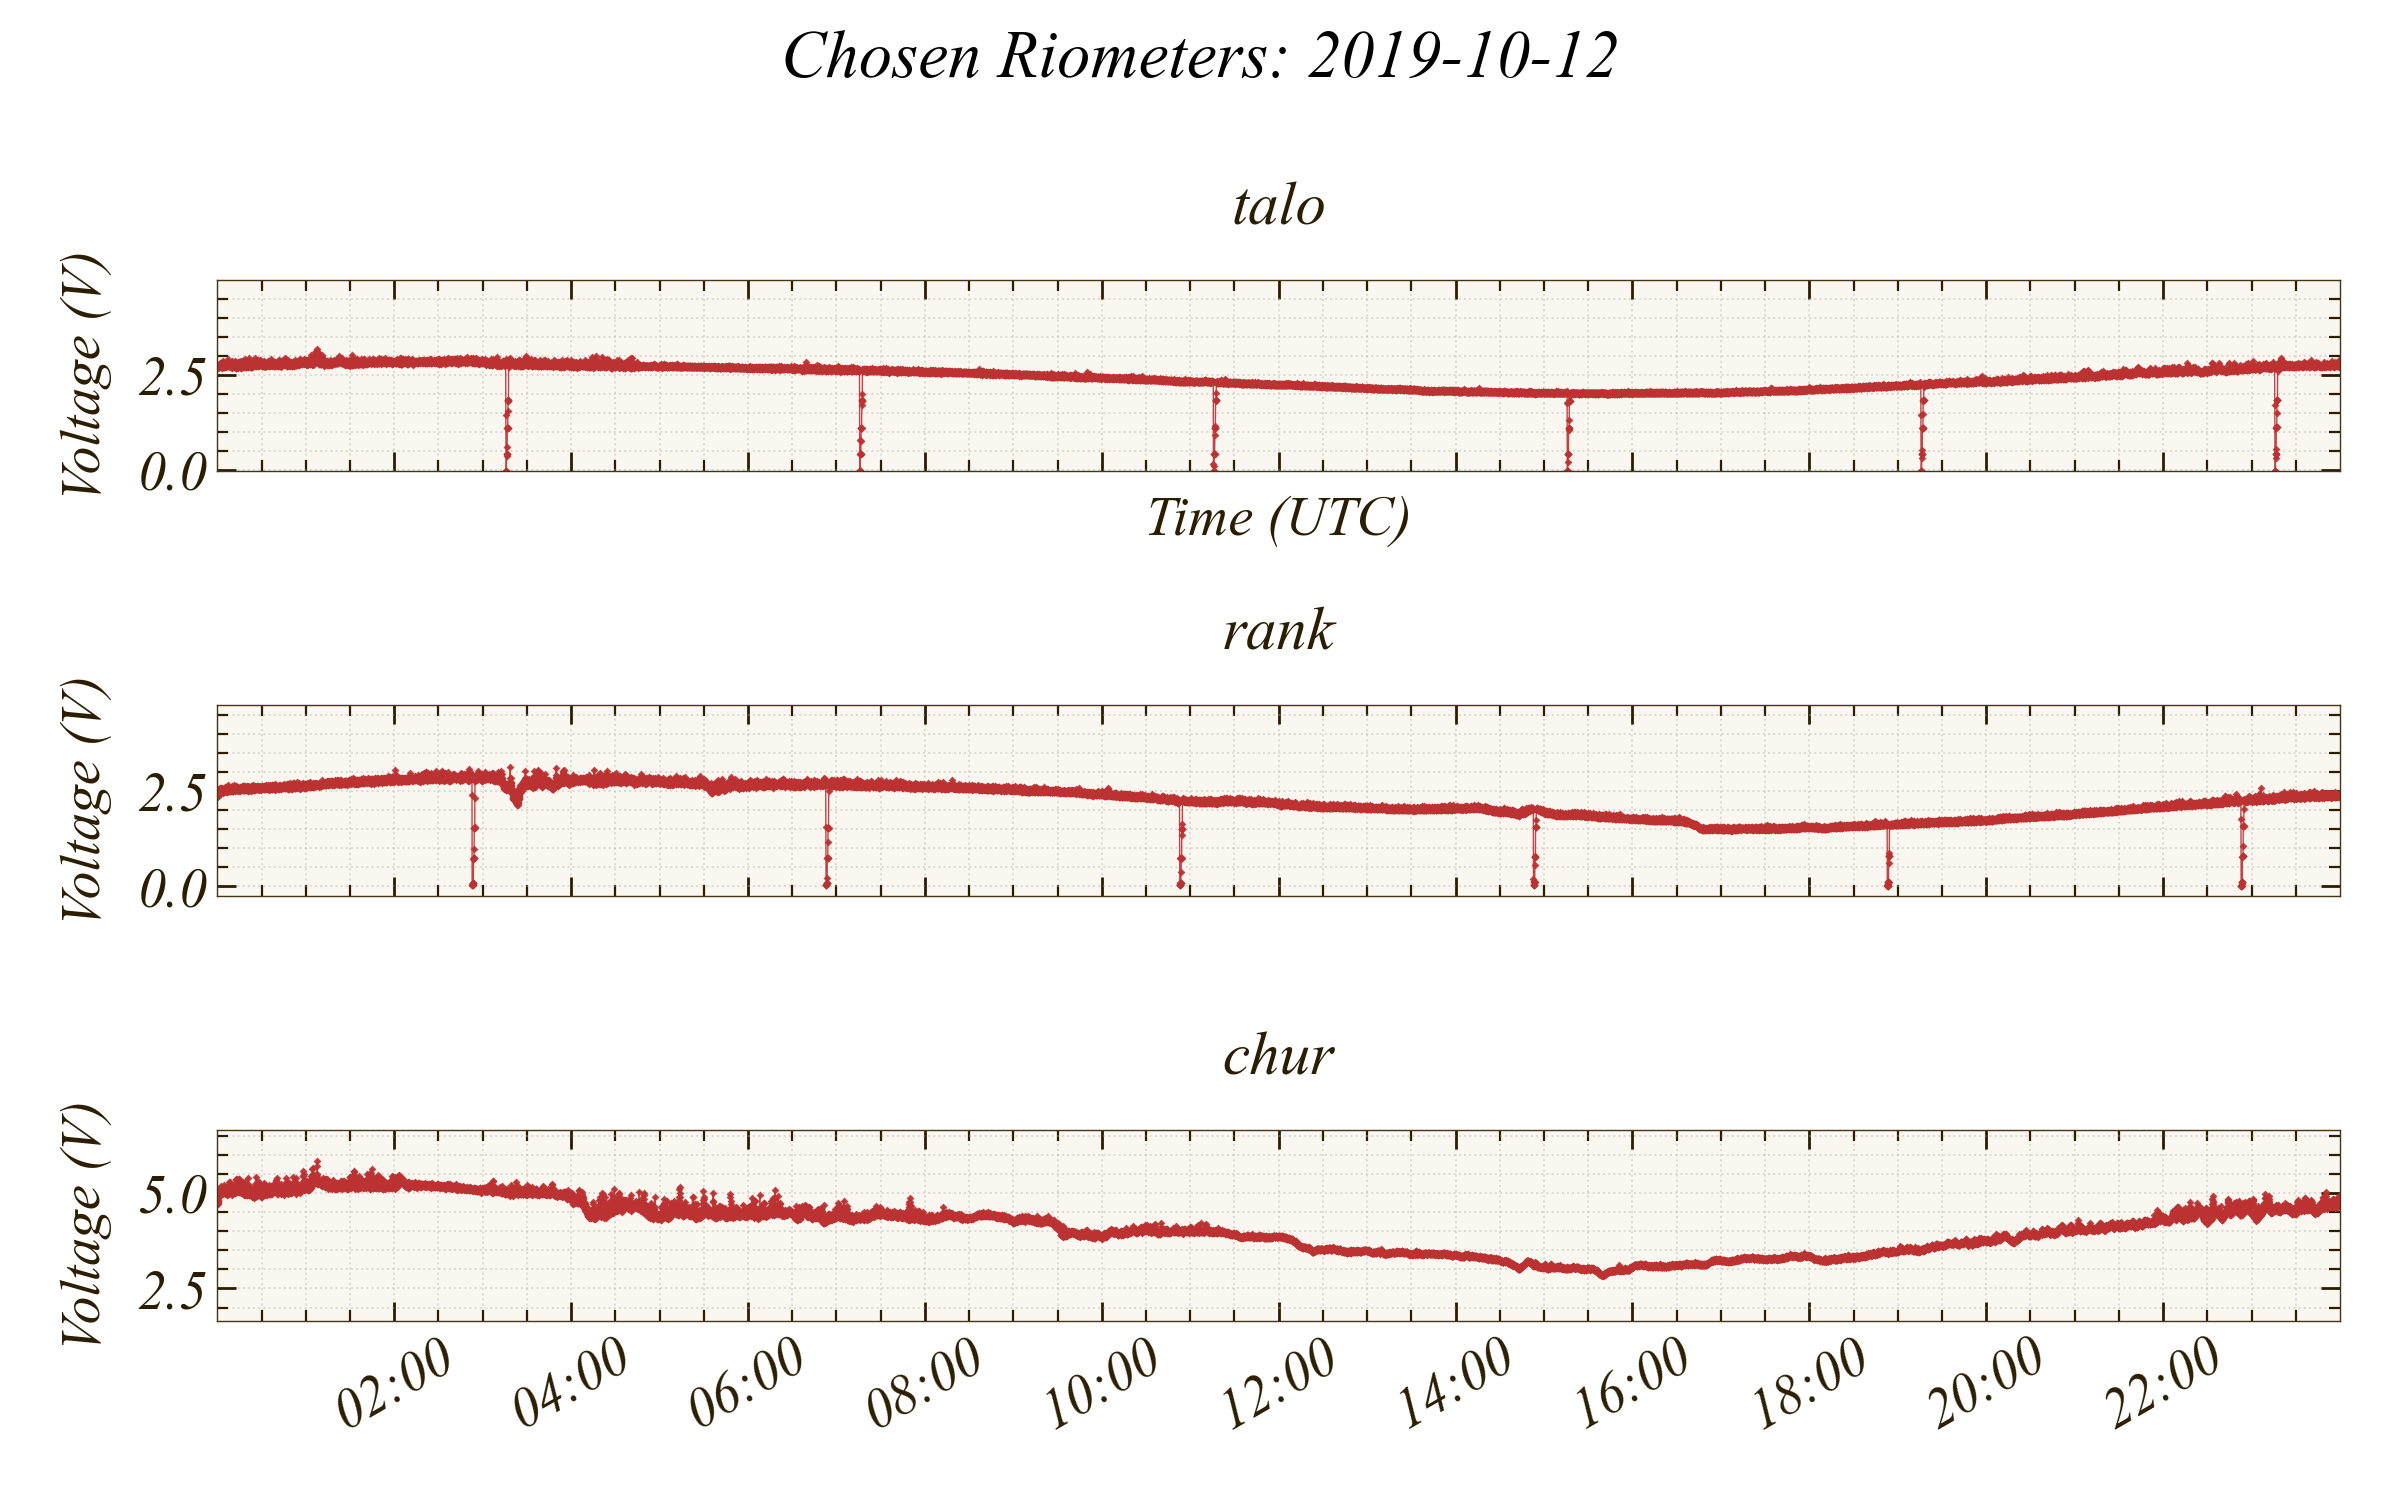 Chosen Riometers: 2019-10-12
talo
Voltage (V)
2.5
0.0
Time (UTC)
rank
Voltage (V)
2.5
0.0
chur
Voltage (V)
5.0
2.5
02:00 04:00 06:00 08:00 10:00 12:00 14:00 16:00 18:00 20:00 22:00